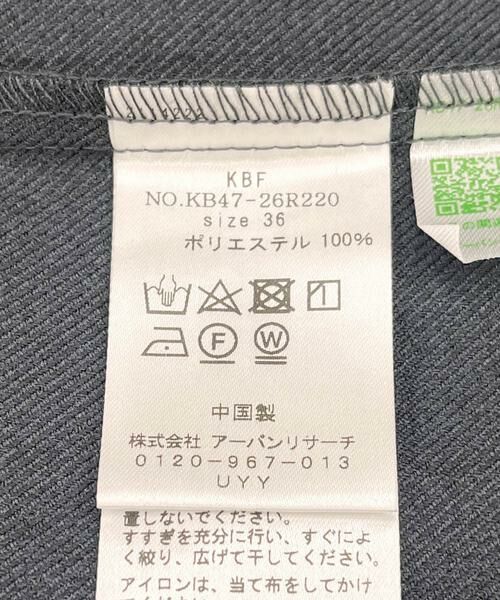 KBF
NO.KB47-26R220
size 36
ポリエステル 100%
F
W
中国製
株式会社 アーバンリサーチ
0120-967-013
UYY
置しないでください。
すすぎを充分に行い、すぐによ
く絞り、広げて干してください。
アイロンは、当て布をしてかけ